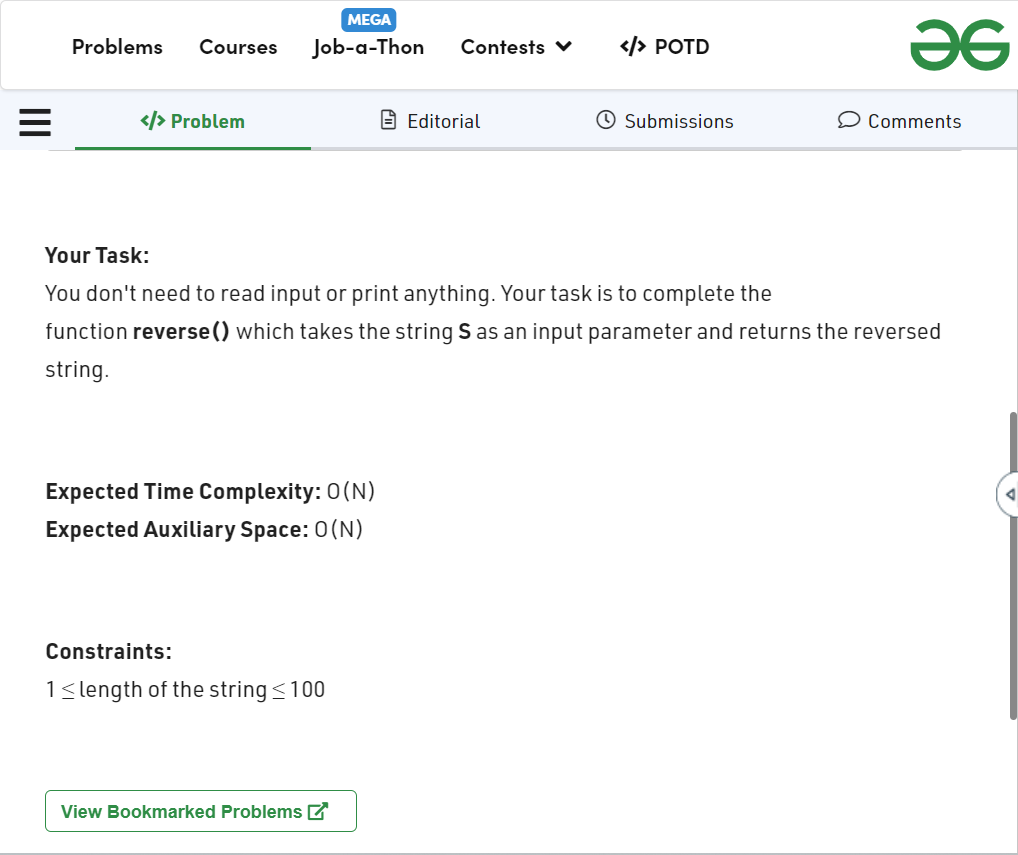 MEGA
Problems Courses Job-a-Thon Contests </> POTD
</> Problem Editorial Submissions Comments
Your Task:
You don't need to read input or print anything. Your task is to complete the
function reverse() which takes the string S as an input parameter and returns the reversed
string.
Expected Time Complexity: O(N)
Expected Auxiliary Space: O(N)
Constraints:
1 ≤ length of the string ≤ 100
View Bookmarked Problems